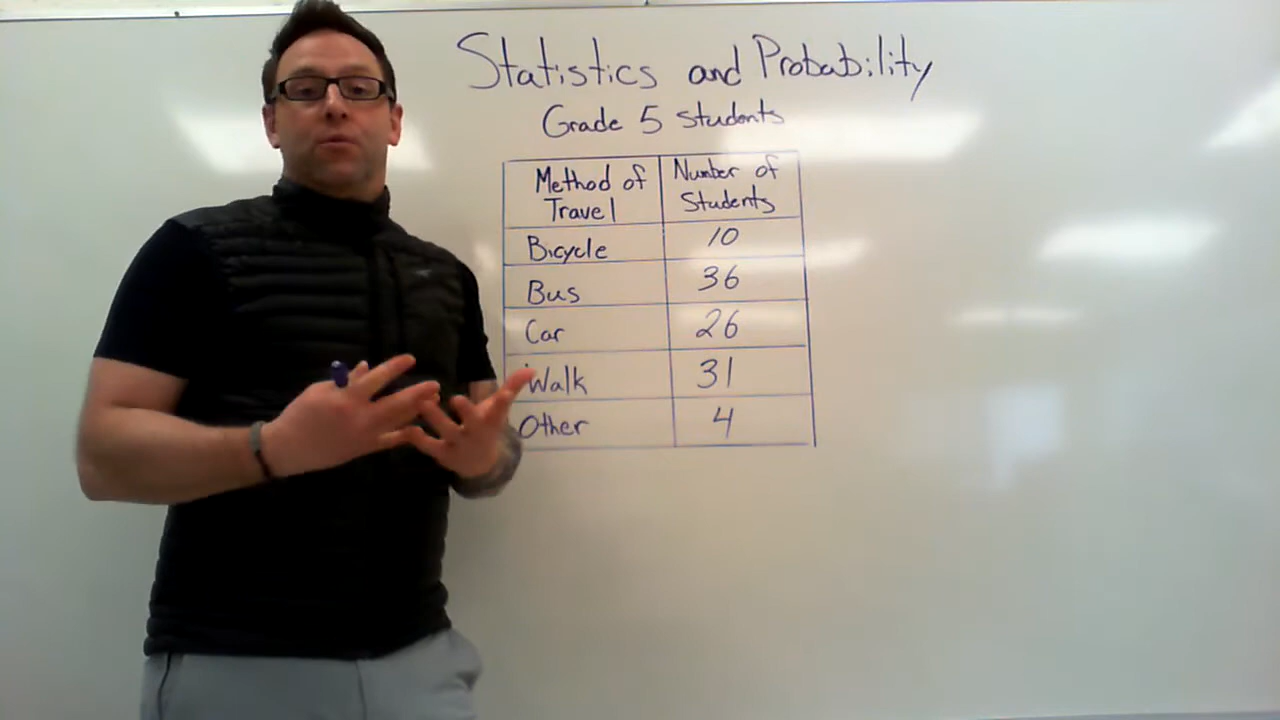 Statistics and Probability
Grade 5 Students
Method of Travel Number of Students
Bicycle 10
Bus 36
Car 26
Walk 31
Other 4